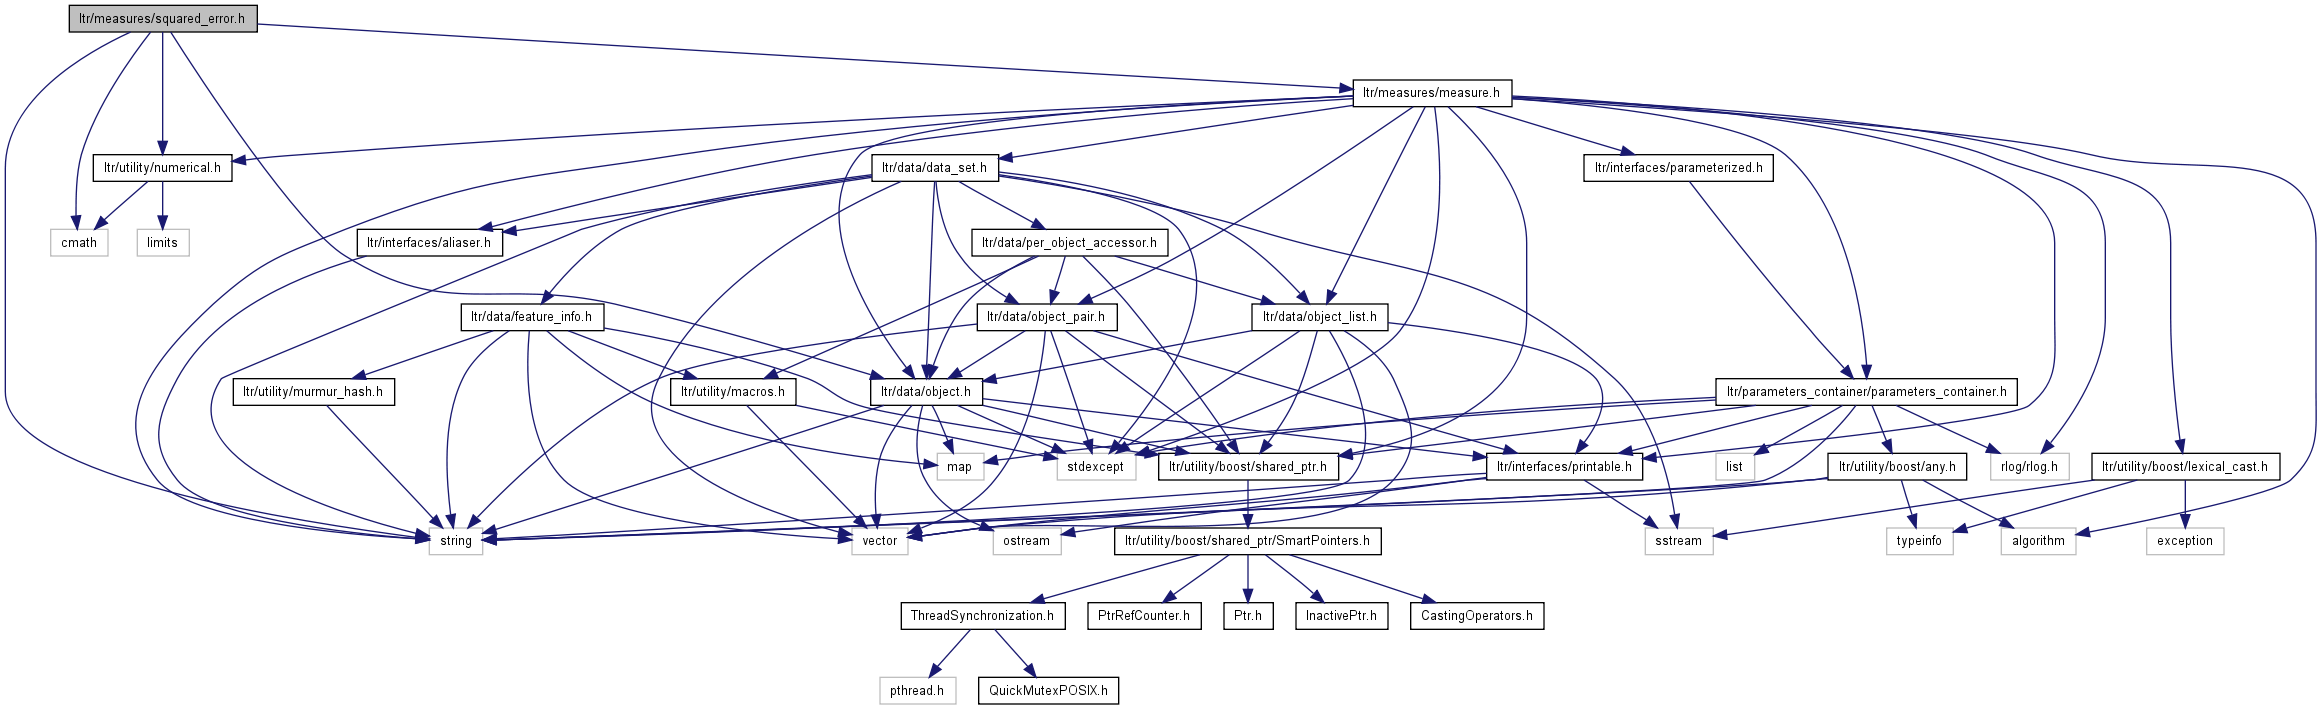 ltr/measures/squared_error.h
ltr/measures/measure.h
ltr/utility/numerical.h
ltr/data/data_set.h
ltr/interfaces/parameterized.h
cmath
limits
ltr/interfaces/aliaser.h
ltr/data/per_object_accessor.h
ltr/data/feature_info.h
ltr/data/object_pair.h
ltr/data/object_list.h
ltr/utility/murmur_hash.h
ltr/utility/macros.h
ltr/data/object.h
ltr/parameters_container/parameters_container.h
map
stdexcept
ltr/utility/boost/shared_ptr.h
ltr/interfaces/printable.h
list
ltr/utility/boost/any.h
rlog/rlog.h
ltr/utility/boost/lexical_cast.h
string
vector
ostream
ltr/utility/boost/shared_ptr/SmartPointers.h
sstream
typeinfo
algorithm
exception
ThreadSynchronization.h
PtrRefCounter.h
Ptr.h
InactivePtr.h
CastingOperators.h
pthread.h
QuickMutexPOSIX.h